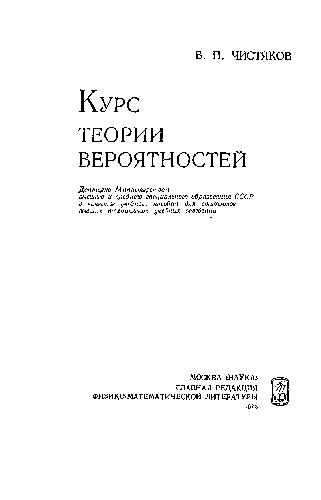 В. П. ЧИСТЯКОВ
КУРС
ТЕОРИИ
ВЕРОЯТНОСТЕЙ
Допущено Министерством
высшего и среднего специального образования СССР
в качестве учебного пособия для студентов
высших технических учебных заведений
МОСКВА «НАУКА»
ГЛАВНАЯ РЕДАКЦИЯ
ФИЗИКО-МАТЕМАТИЧЕСКОЙ ЛИТЕРАТУРЫ
1978